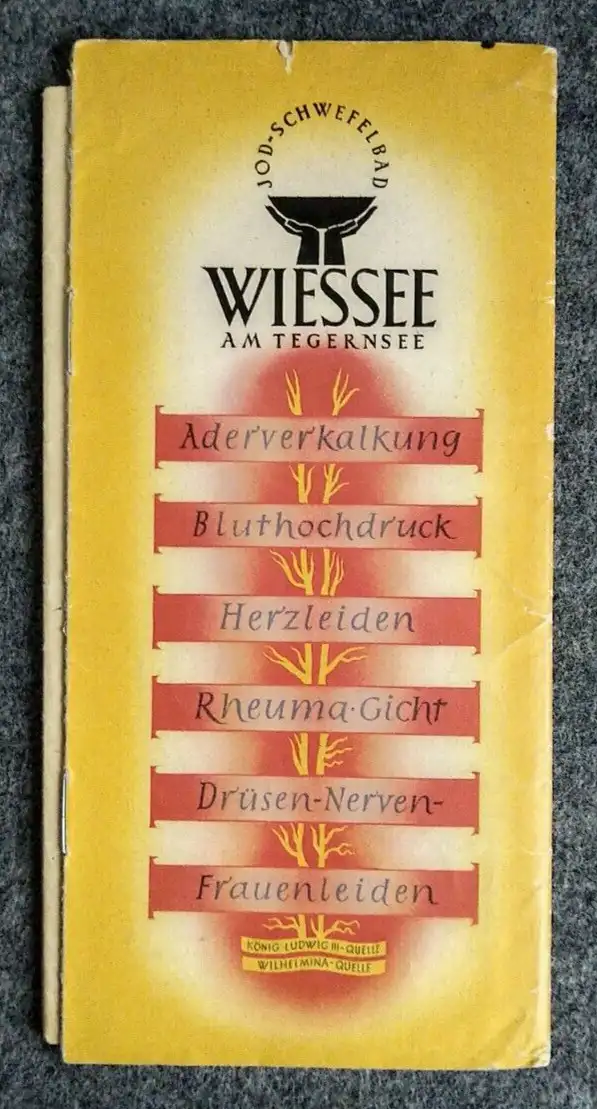 JOD-SCHWEFELBAD
WIESSEE
AM TEGERNSEE
Aderverkalkung
Bluthochdruck
Herzleiden
Rheuma·Gicht
Drüsen-Nerven-
Frauenleiden
KÖNIG LUDWIG III-QUELLE
WILHELMINA-QUELLE